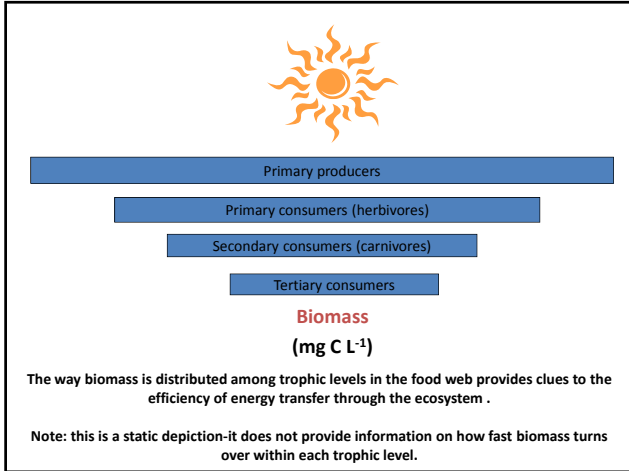 Primary producers
Primary consumers (herbivores)
Secondary consumers (carnivores)
Tertiary consumers
Biomass
(mg C L⁻¹)
The way biomass is distributed among trophic levels in the food web provides clues to the
efficiency of energy transfer through the ecosystem .
Note: this is a static depiction-it does not provide information on how fast biomass turns
over within each trophic level.